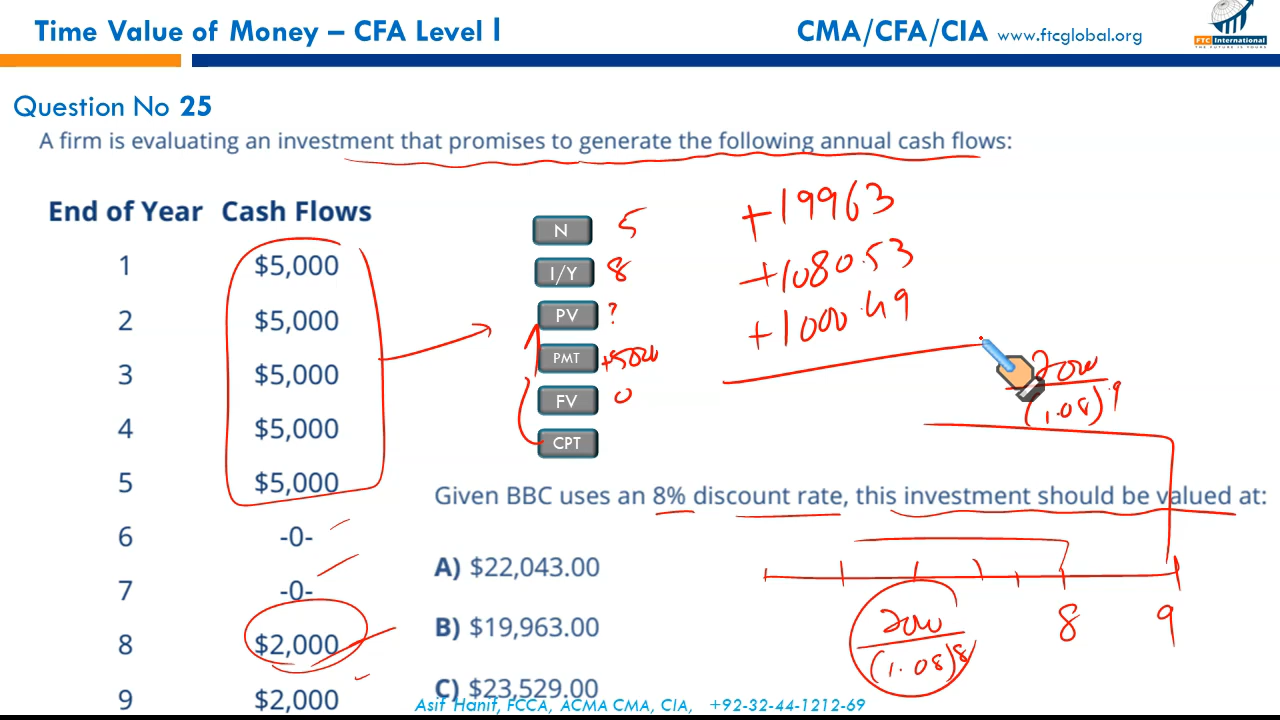 Time Value of Money – CFA Level I
CMA/CFA/CIA www.ftcglobal.org
FTC International
Question No 25
A firm is evaluating an investment that promises to generate the following annual cash flows:
End of Year Cash Flows
1 $5,000
2 $5,000
3 $5,000
4 $5,000
5 $5,000
6 -0-
7 -0-
8 $2,000
9 $2,000
N 5
I/Y 8
PV ?
PMT +5000
FV 0
CPT
+19963
+1080.53
+1000.49
2000
(1.08)^9
Given BBC uses an 8% discount rate, this investment should be valued at:
A) $22,043.00
B) $19,963.00
C) $23,529.00
8 9
2000
(1.08)^8
Asif Hanif, FCCA, ACMA CMA, CIA, +92-32-44-1212-69